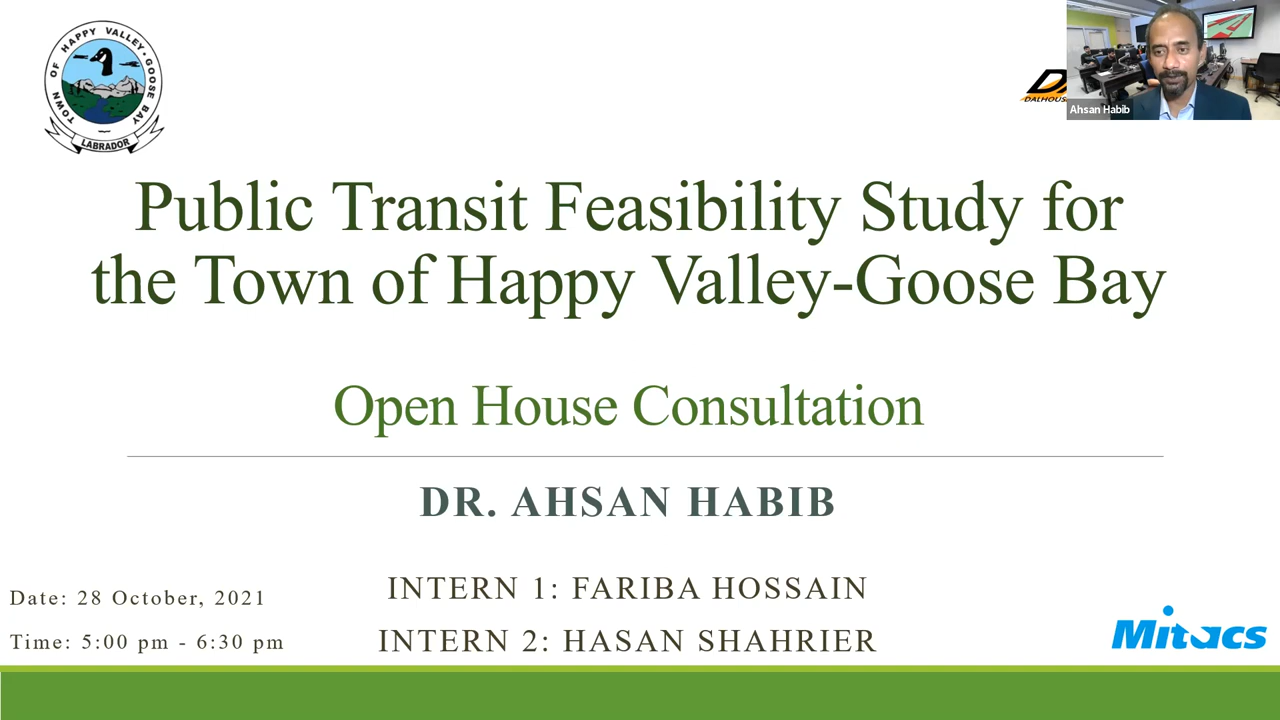 TOWN OF HAPPY VALLEY-GOOSE BAY
LABRADOR
Ahsan Habib
Public Transit Feasibility Study for
the Town of Happy Valley-Goose Bay
Open House Consultation
DR. AHSAN HABIB
INTERN 1: FARIBA HOSSAIN
INTERN 2: HASAN SHAHRIER
Date: 28 October, 2021
Time: 5:00 pm - 6:30 pm
Mitacs